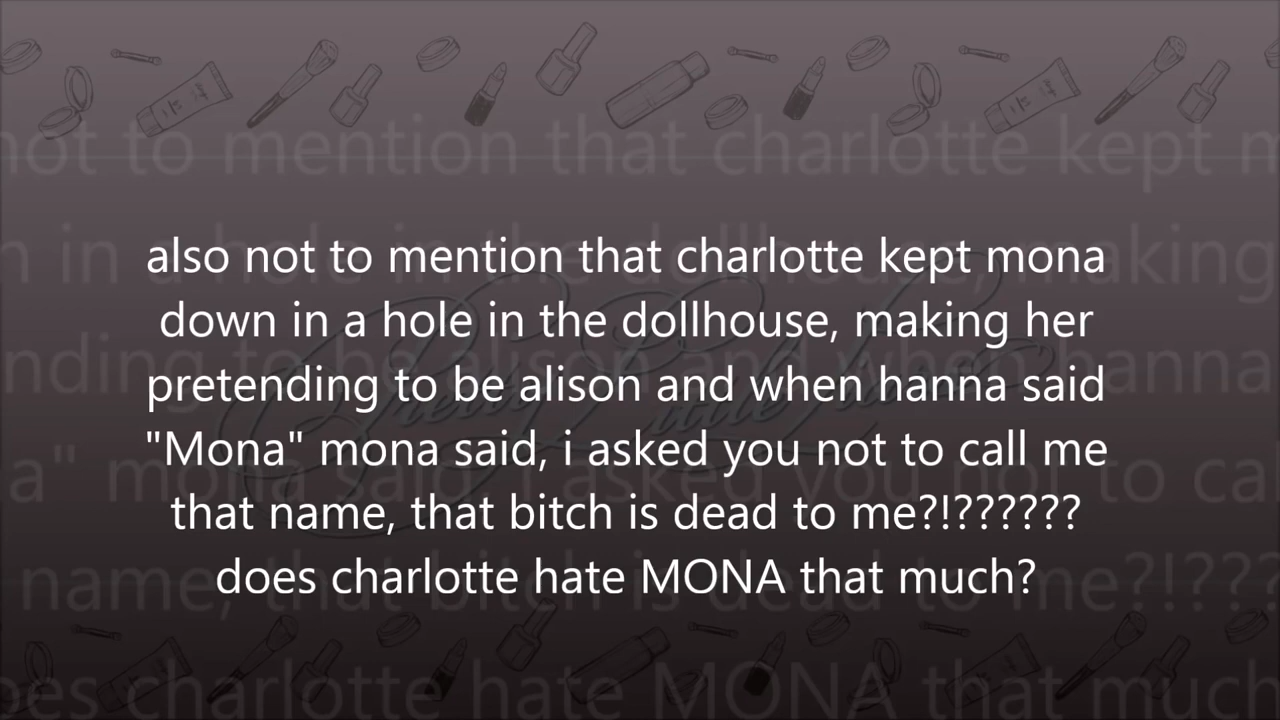 also not to mention that charlotte kept mona
down in a hole in the dollhouse, making her
pretending to be alison and when hanna said
"Mona" mona said, i asked you not to call me
that name, that bitch is dead to me?!??????
does charlotte hate MONA that much?